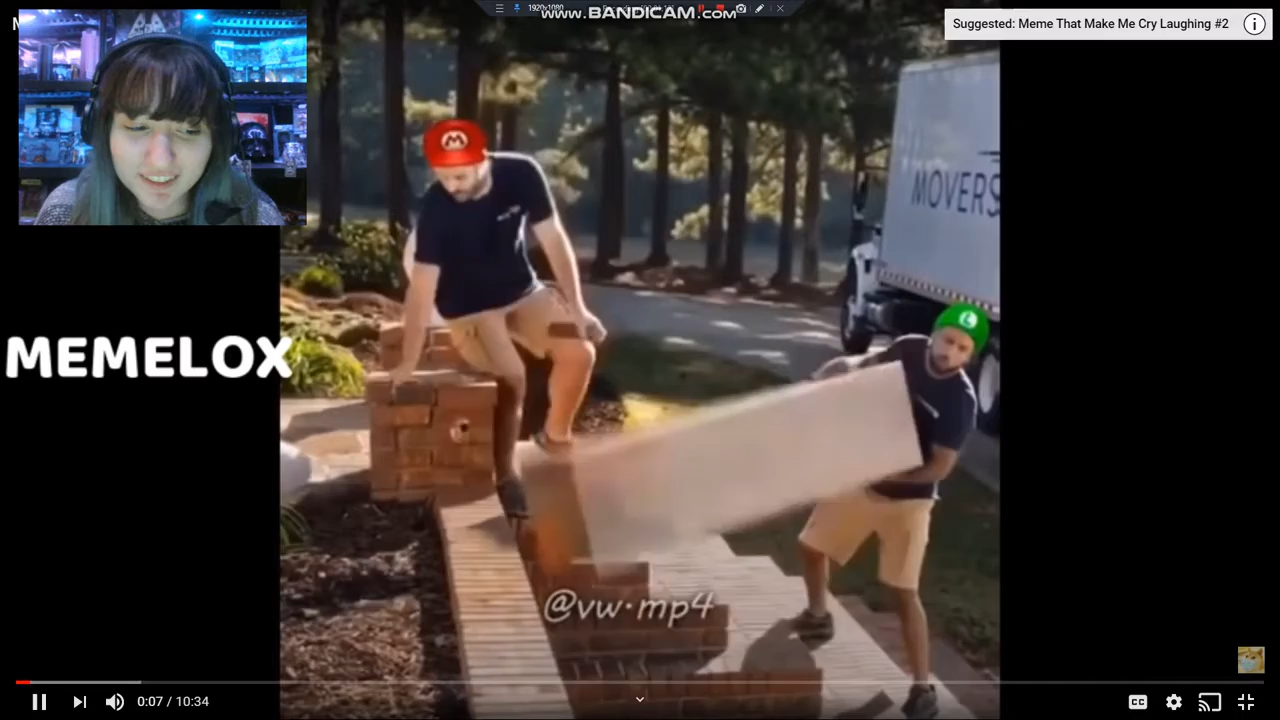 1920x1080
www.BANDICAM.com
Suggested: Meme That Make Me Cry Laughing #2
M
MOVERS
L
MEMELOX
@vw.mp4
0:07 / 10:34
CC